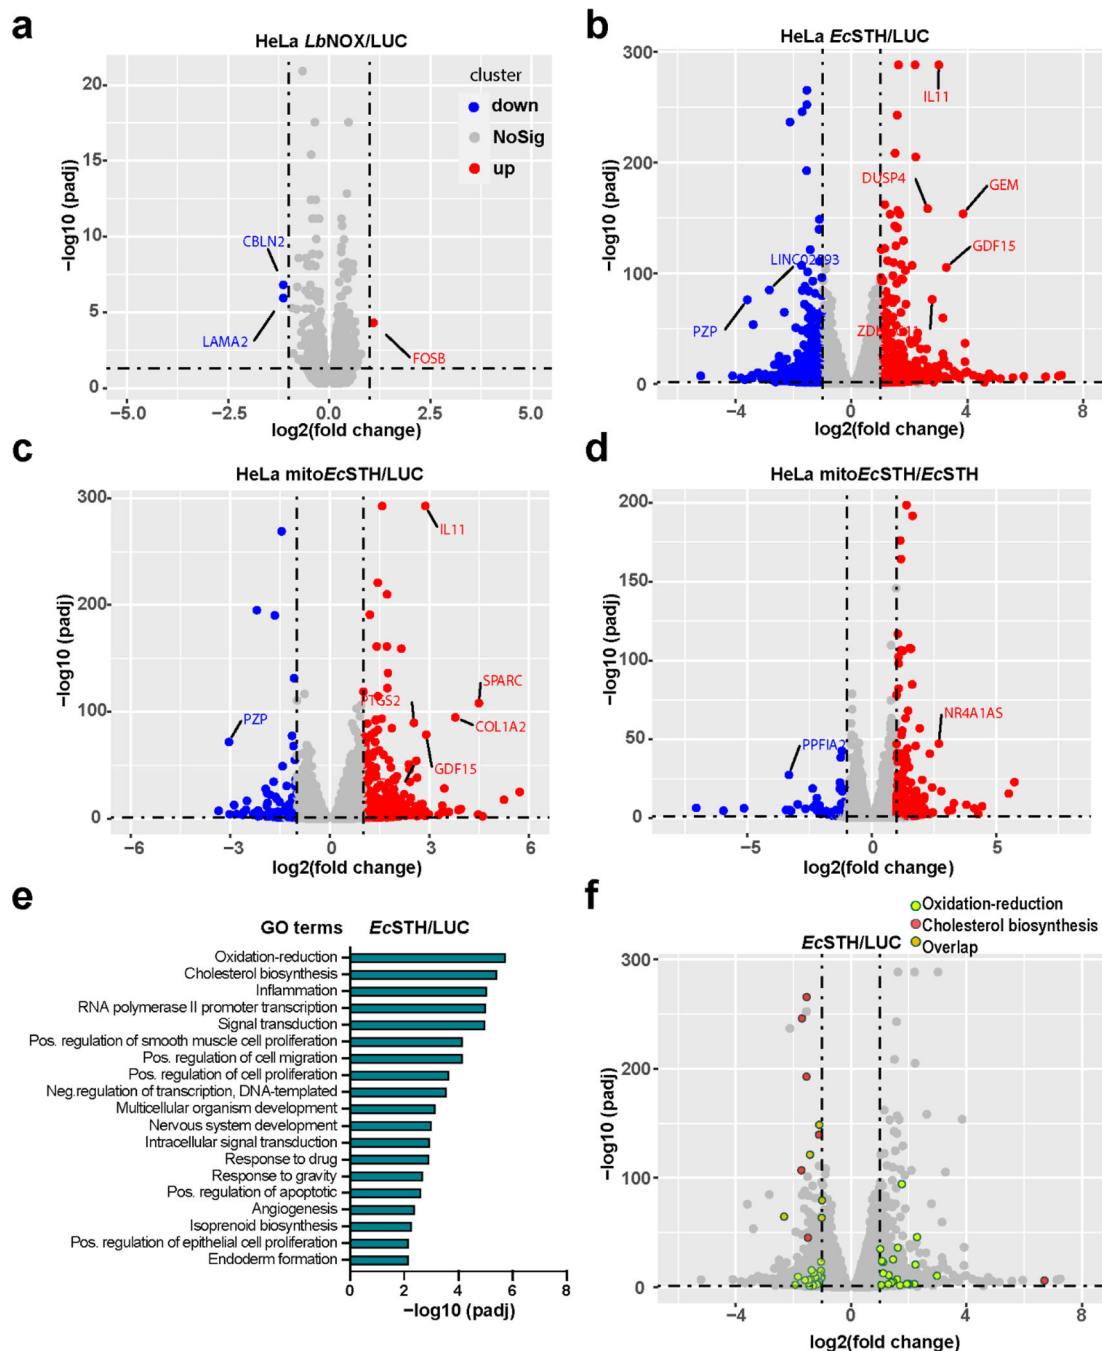 a
HeLa LbNOX/LUC
cluster
down
NoSig
up
CBLN2
LAMA2
FOSB
20
15
10
5
0
−log10 (padj)
−5.0
−2.5
0.0
2.5
5.0
log2(fold change)
b
HeLa EcSTH/LUC
300
200
100
0
−log10 (padj)
IL11
DUSP4
GEM
GDF15
PZP
−4
0
4
8
log2(fold change)
c
HeLa mitoEcSTH/LUC
300
200
100
0
−log10 (padj)
IL11
SPARC
PTGS2
COL1A2
PZP
GDF15
−6
−3
0
3
6
log2(fold change)
d
HeLa mitoEcSTH/EcSTH
200
150
100
50
0
−log10 (padj)
NR4A1AS
PPFIA2
−5
0
5
log2(fold change)
e
GO terms
EcSTH/LUC
Oxidation-reduction
Cholesterol biosynthesis
Inflammation
RNA polymerase II promoter transcription
Signal transduction
Pos. regulation of smooth muscle cell proliferation
Pos. regulation of cell migration
Pos. regulation of cell proliferation
Neg.regulation of transcription, DNA-templated
Multicellular organism development
Nervous system development
Intracellular signal transduction
Response to drug
Response to gravity
Pos. regulation of apoptotic
Angiogenesis
Isoprenoid biosynthesis
Pos. regulation of epithelial cell proliferation
Endoderm formation
0
2
4
6
8
−log10 (padj)
f
Oxidation-reduction
Cholesterol biosynthesis
Overlap
EcSTH/LUC
300
200
100
0
−log10 (padj)
−4
0
4
8
log2(fold change)